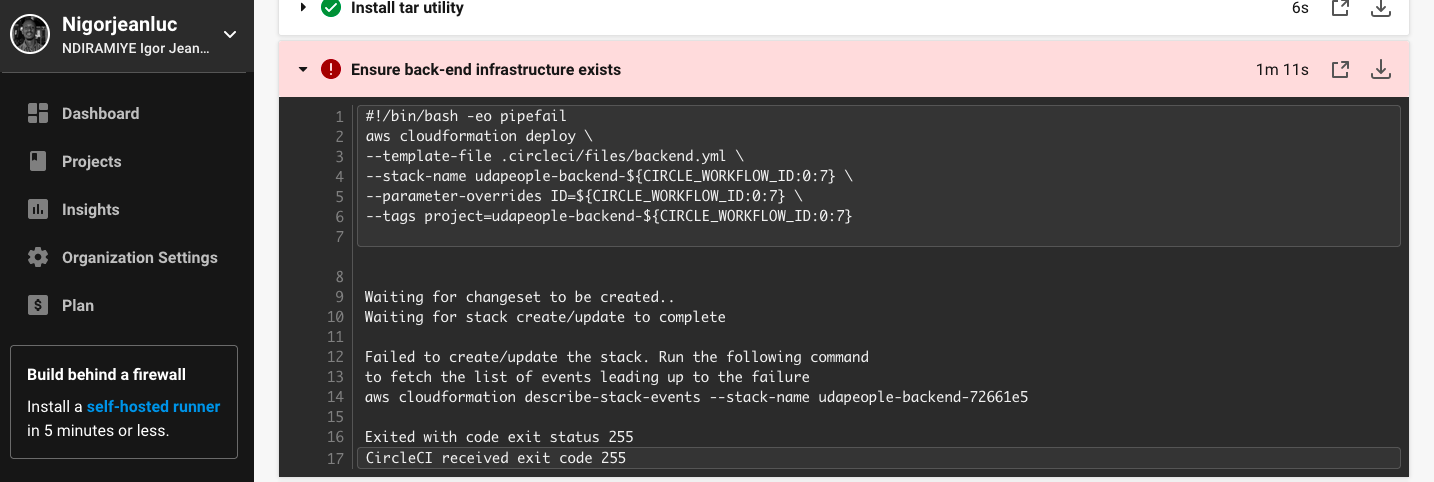 Nigorjeanluc
NDIRAMIYE Igor Jean...
Dashboard
Projects
Insights
Organization Settings
Plan
Build behind a firewall
Install a self-hosted runner
in 5 minutes or less.
Install tar utility
6s
Ensure back-end infrastructure exists
1m 11s
1 #!/bin/bash -eo pipefail
2 aws cloudformation deploy \
3 --template-file .circleci/files/backend.yml \
4 --stack-name udapeople-backend-${CIRCLE_WORKFLOW_ID:0:7} \
5 --parameter-overrides ID=${CIRCLE_WORKFLOW_ID:0:7} \
6 --tags project=udapeople-backend-${CIRCLE_WORKFLOW_ID:0:7}
7
8
9 Waiting for changeset to be created..
10 Waiting for stack create/update to complete
11
12 Failed to create/update the stack. Run the following command
13 to fetch the list of events leading up to the failure
14 aws cloudformation describe-stack-events --stack-name udapeople-backend-72661e5
15
16 Exited with code exit status 255
17 CircleCI received exit code 255